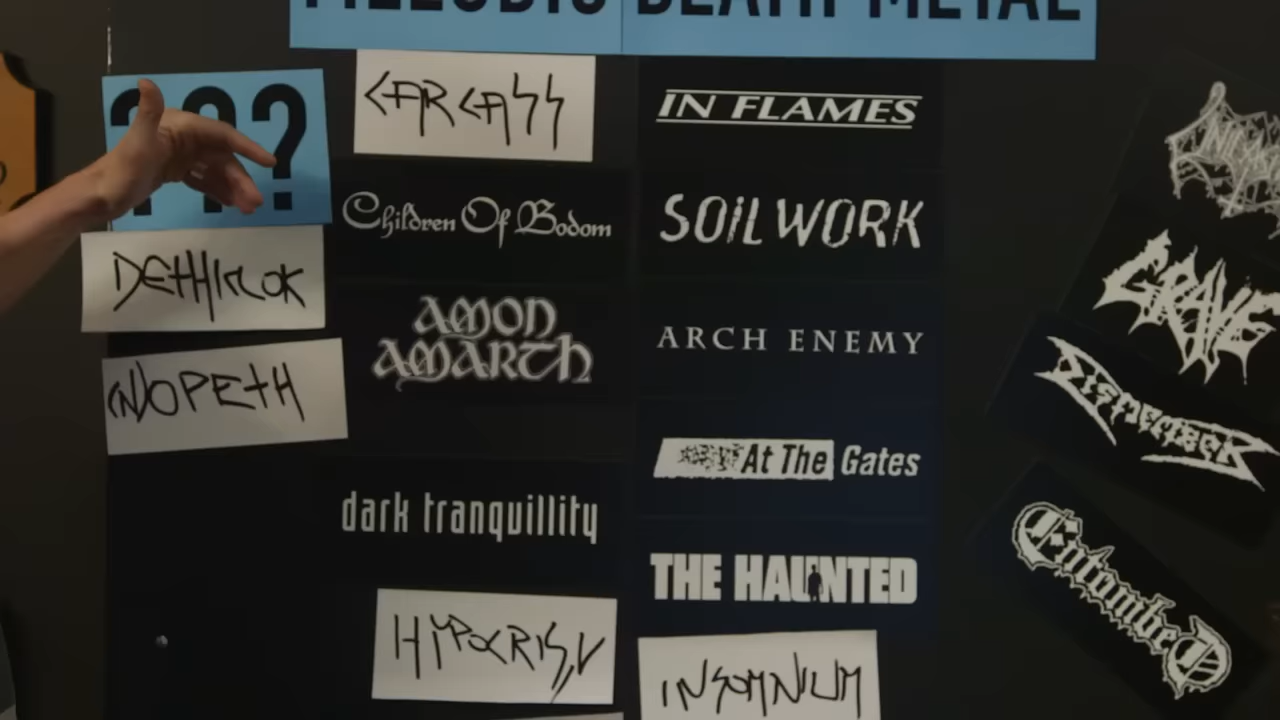 MELODIC DEATH METAL
???
CARCASS
IN FLAMES
Children Of Bodom
SOILWORK
DETHKLOK
AMON
AMARTH
ARCH ENEMY
GRAVE
(N)OPETH
DISMEMBER
At The Gates
dark tranquillity
THE HAUNTED
Entombed
HYPOCRISY
INSOMNIUM